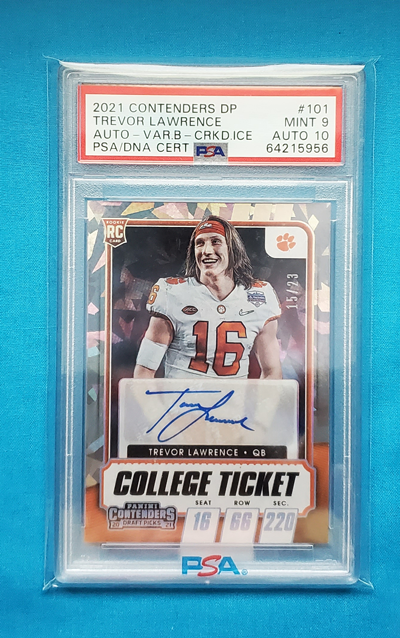 2021 CONTENDERS DP #101
TREVOR LAWRENCE MINT 9
AUTO-VAR.B-CRKD.ICE AUTO 10
PSA/DNA CERT PSA 64215956
ROOKIE
RC
CARD
15/23
16
TREVOR LAWRENCE • QB
COLLEGE TICKET
SEAT ROW SEC.
16 66 220
PANINI
CONTENDERS
20 DRAFT PICKS 21
PSA